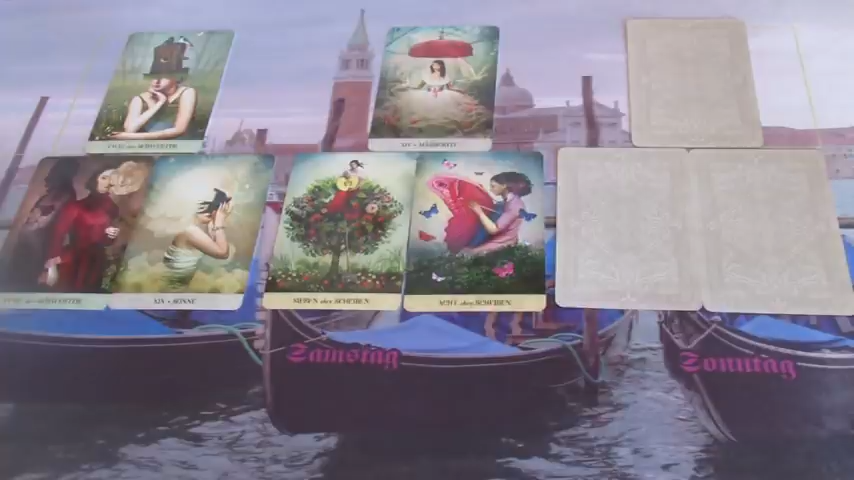 XIV • MÄSSIGKEIT
XIX • SONNE
SIEBEN der SCHEIBEN
ACHT der SCHEIBEN
Samstag
Sonntag